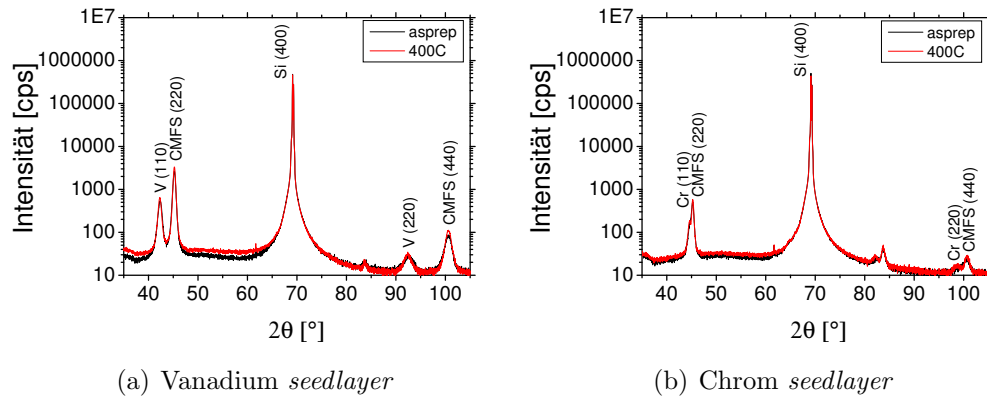 1E7
1000000
100000
10000
1000
100
10
Intensität [cps]
V (110)
CMFS (220)
Si (400)
V (220)
CMFS (440)
asprep
400C
40 50 60 70 80 90 100
2θ [°]
(a) Vanadium seedlayer
1E7
1000000
100000
10000
1000
100
10
Intensität [cps]
Cr (110)
CMFS (220)
Si (400)
Cr (220)
CMFS (440)
asprep
400C
40 50 60 70 80 90 100
2θ [°]
(b) Chrom seedlayer